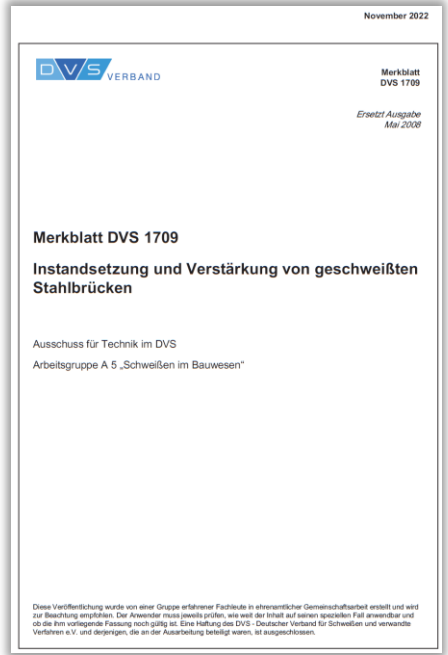 November 2022
DVS VERBAND
Merkblatt
DVS 1709
Ersetzt Ausgabe
Mai 2008
Merkblatt DVS 1709
Instandsetzung und Verstärkung von geschweißten
Stahlbrücken
Ausschuss für Technik im DVS
Arbeitsgruppe A 5 „Schweißen im Bauwesen“
Diese Veröffentlichung wurde von einer Gruppe erfahrener Fachleute in ehrenamtlicher Gemeinschaftsarbeit erstellt und wird
zur Beachtung empfohlen. Der Anwender muss jeweils prüfen, wie weit der Inhalt auf seinen speziellen Fall anwendbar und
ob die ihm vorliegende Fassung noch gültig ist. Eine Haftung des DVS - Deutscher Verband für Schweißen und verwandte
Verfahren e.V. und derjenigen, die an der Ausarbeitung beteiligt waren, ist ausgeschlossen.